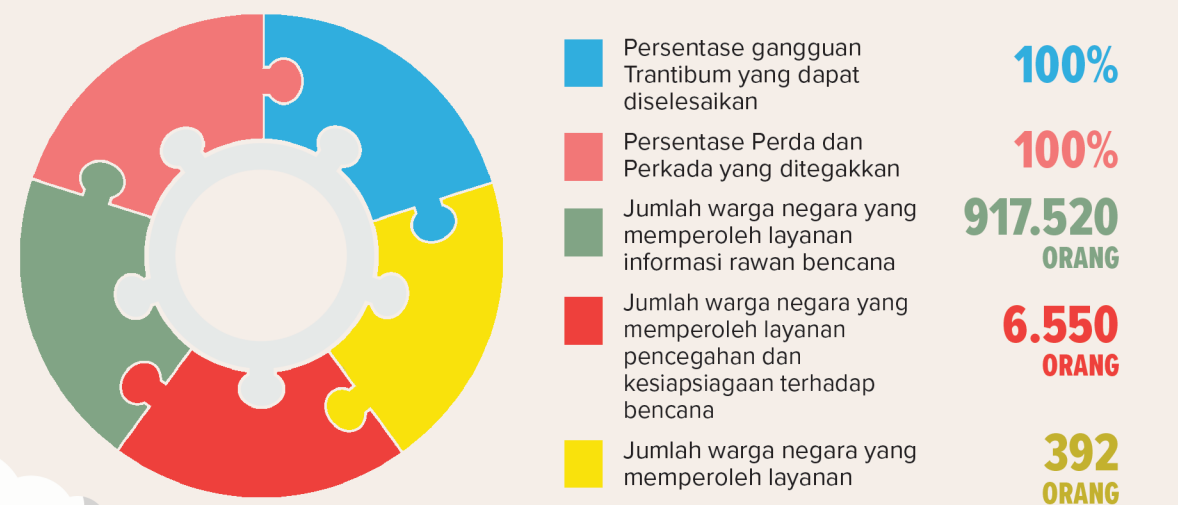 Persentase gangguan
Trantibum yang dapat
diselesaikan
100%
Persentase Perda dan
Perkada yang ditegakkan
100%
Jumlah warga negara yang
memperoleh layanan
informasi rawan bencana
917.520
ORANG
Jumlah warga negara yang
memperoleh layanan
pencegahan dan
kesiapsiagaan terhadap
bencana
6.550
ORANG
Jumlah warga negara yang
memperoleh layanan
392
ORANG